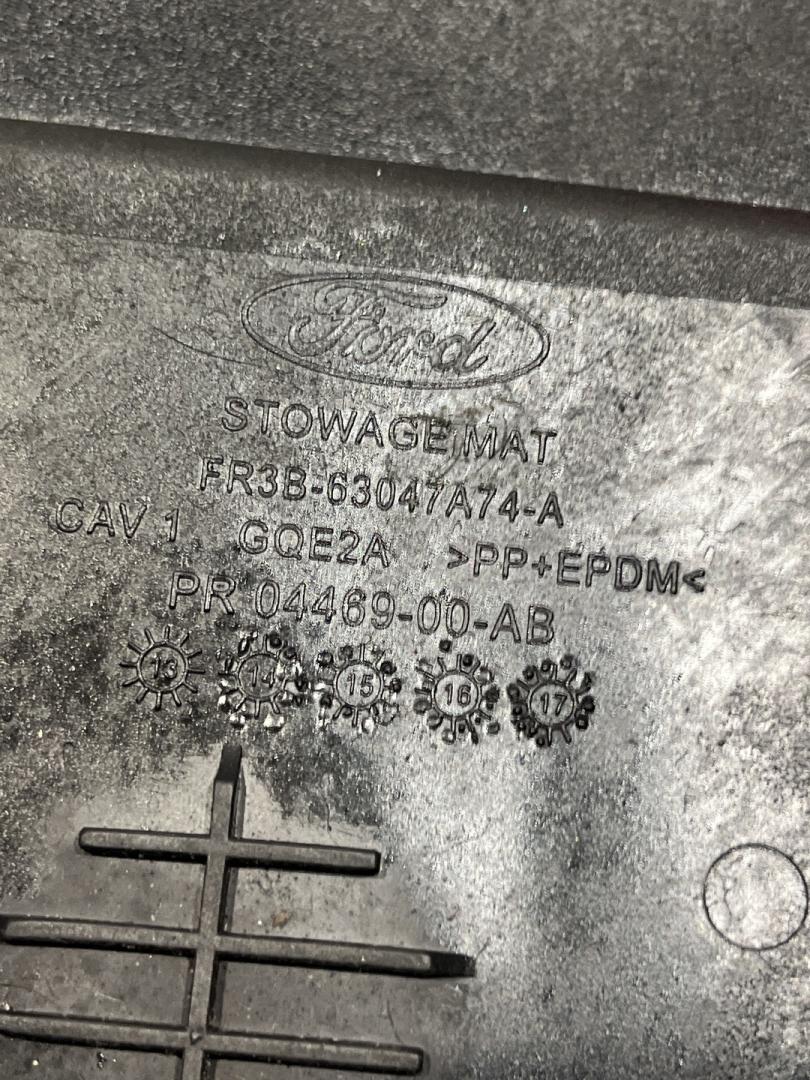 Ford
STOWAGE MAT
FR3B-63047A74-A
CAV 1 GQE2A >PP+EPDM<
PR 04469-00-AB
13 14 15 16 17